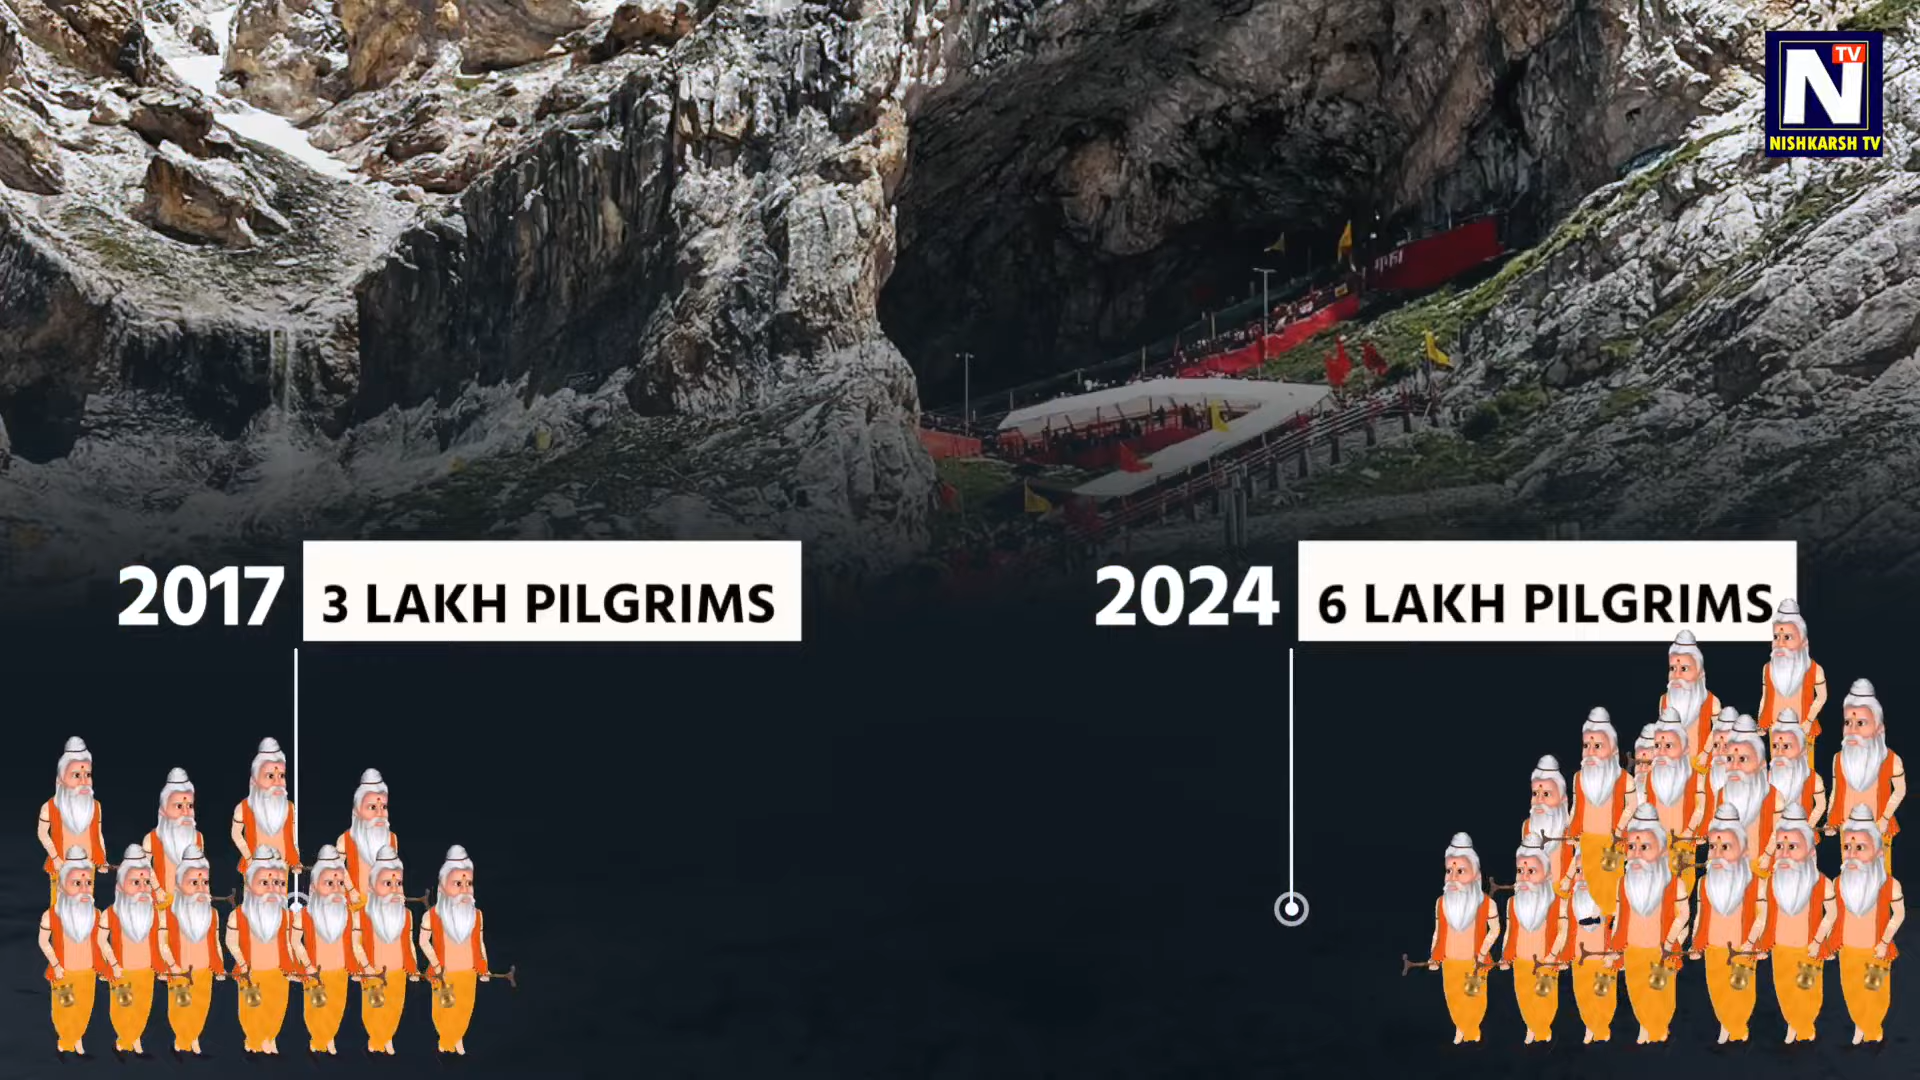 TV
N
NISHKARSH TV
गुफा
2017
3 LAKH PILGRIMS
2024
6 LAKH PILGRIMS